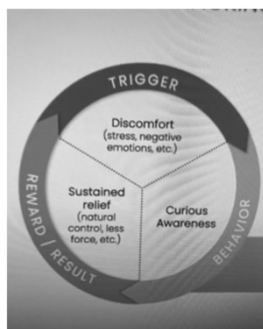 TRIGGER
Discomfort
(stress, negative
emotions, etc.)
Sustained
relief
(natural
control, less
force, etc.)
Curious
Awareness
REWARD / RESULT
BEHAVIOR